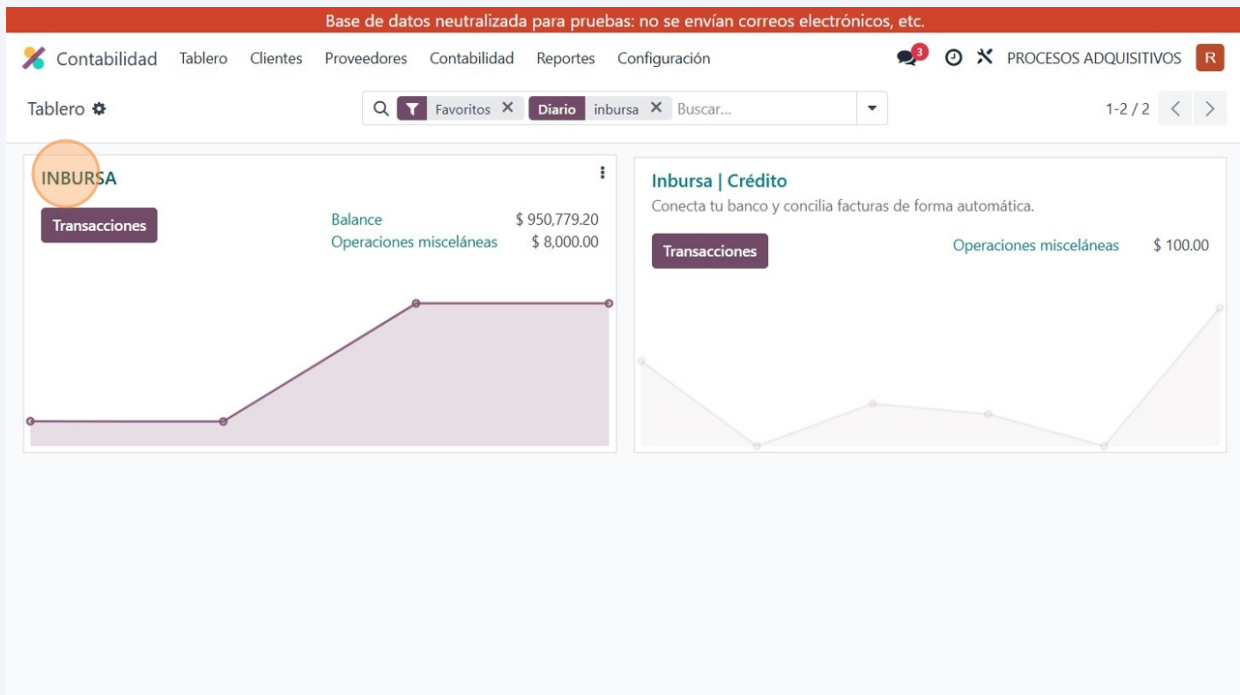 Base de datos neutralizada para pruebas: no se envían correos electrónicos, etc.
Contabilidad Tablero Clientes Proveedores Contabilidad Reportes Configuración 3 PROCESOS ADQUISITIVOS R
Tablero Favoritos Diario inbursa Buscar... 1-2 / 2
INBURSA
Transacciones
Balance $ 950,779.20
Operaciones misceláneas $ 8,000.00
Inbursa | Crédito
Conecta tu banco y concilia facturas de forma automática.
Transacciones
Operaciones misceláneas $ 100.00